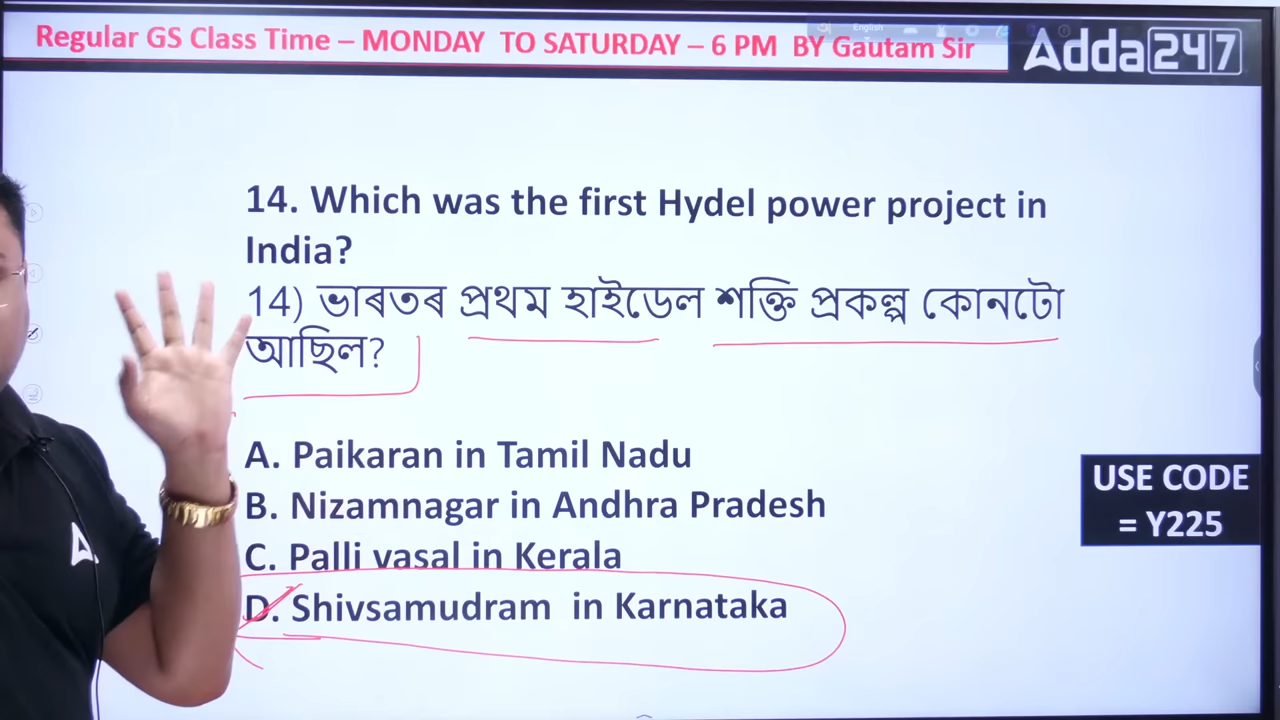 Regular GS Class Time – MONDAY TO SATURDAY – 6 PM BY Gautam Sir
English
Adda247
14. Which was the first Hydel power project in
India?
14) ভাৰতৰ প্ৰথম হাইডেল শক্তি প্ৰকল্প কোনটো
আছিল?
A. Paikaran in Tamil Nadu
B. Nizamnagar in Andhra Pradesh
C. Palli vasal in Kerala
D. Shivsamudram in Karnataka
USE CODE
= Y225